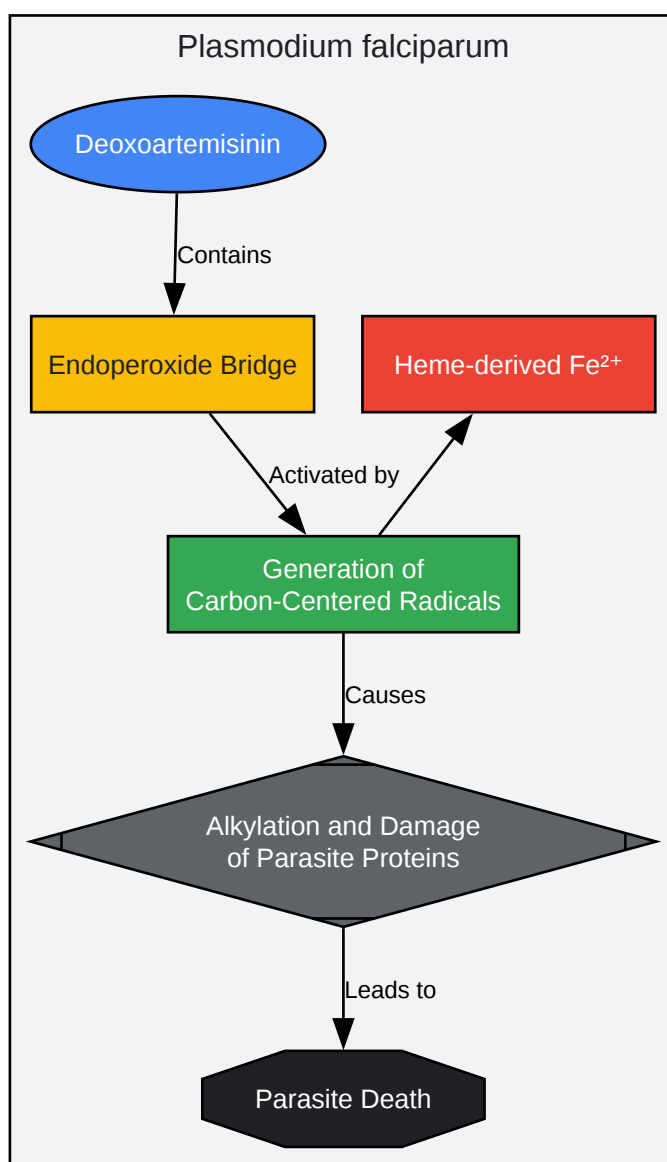 Plasmodium falciparum
Deoxoartemisinin
Contains
Endoperoxide Bridge
Heme-derived Fe²⁺
Activated by
Generation of
Carbon-Centered Radicals
Causes
Alkylation and Damage
of Parasite Proteins
Leads to
Parasite Death